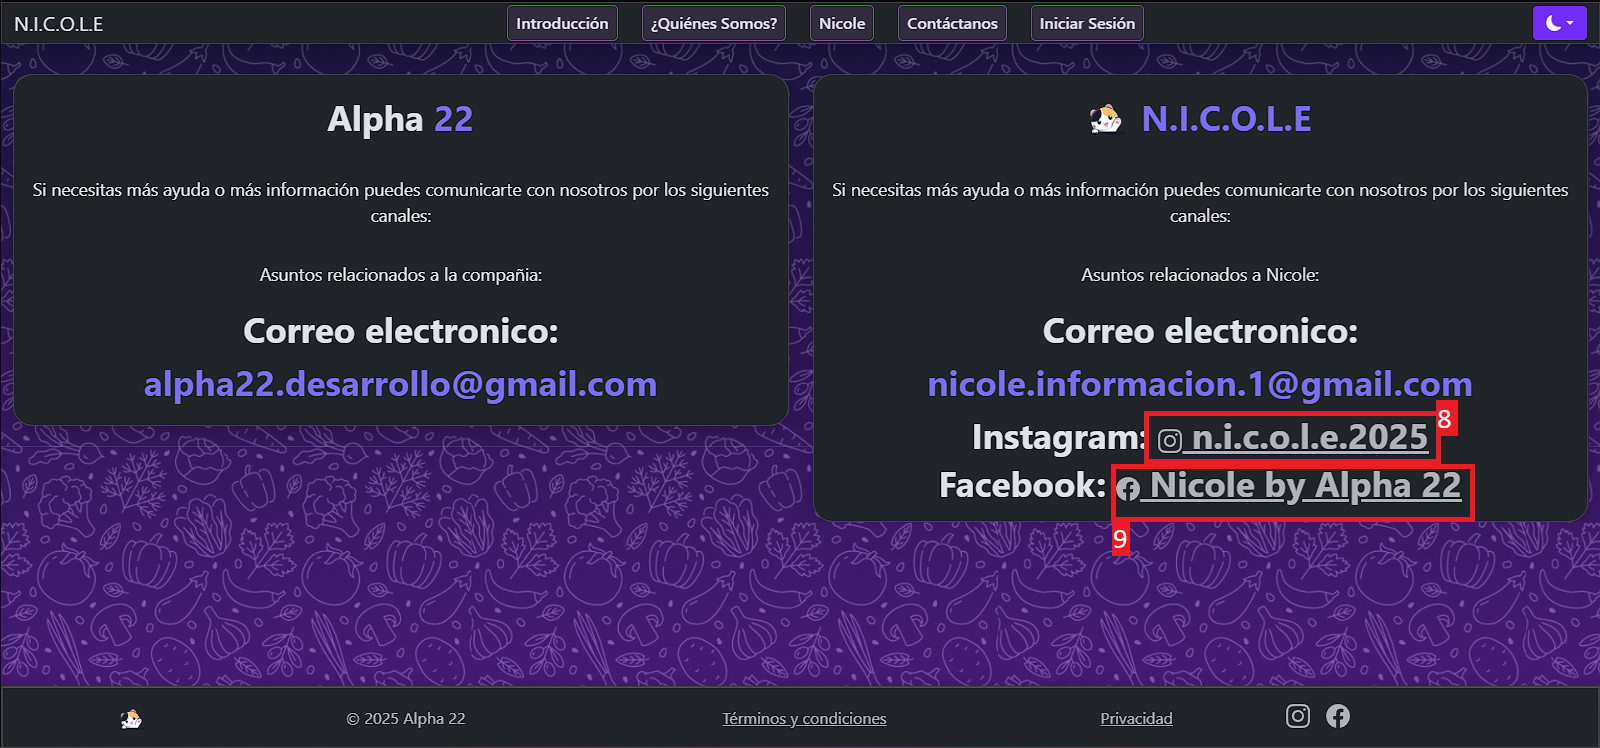 N.I.C.O.L.E
Introducción
¿Quiénes Somos?
Nicole
Contáctanos
Iniciar Sesión
Alpha 22
Si necesitas más ayuda o más información puedes comunicarte con nosotros por los siguientes
canales:
Asuntos relacionados a la compañia:
Correo electronico:
alpha22.desarrollo@gmail.com
N.I.C.O.L.E
Si necesitas más ayuda o más información puedes comunicarte con nosotros por los siguientes
canales:
Asuntos relacionados a Nicole:
Correo electronico:
nicole.informacion.1@gmail.com
Instagram: n.i.c.o.l.e.2025
8
Facebook: Nicole by Alpha 22
9
© 2025 Alpha 22
Términos y condiciones
Privacidad